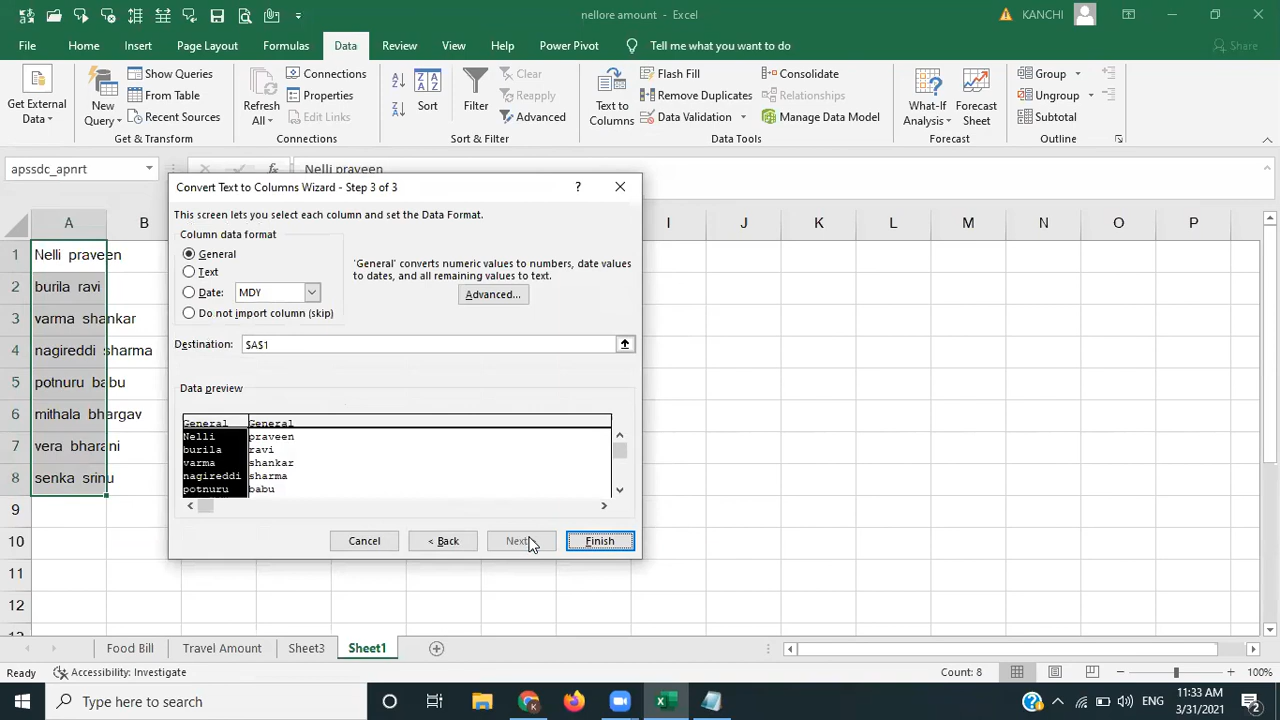 nellore amount - Excel
KANCHI
File Home Insert Page Layout Formulas Data Review View Help Power Pivot Tell me what you want to do Share
Get External Data
New Query
Show Queries
From Table
Recent Sources
Get & Transform
Refresh All
Connections
Properties
Edit Links
Connections
Sort
Filter
Clear
Reapply
Advanced
Sort & Filter
Text to Columns
Flash Fill
Remove Duplicates
Data Validation
Consolidate
Relationships
Manage Data Model
Data Tools
What-If Analysis
Forecast Sheet
Forecast
Group
Ungroup
Subtotal
Outline
apssdc_apnrt
fx
Nelli praveen
Convert Text to Columns Wizard - Step 3 of 3
? 
This screen lets you select each column and set the Data Format.
Column data format
General
Text
Date: MDY
Do not import column (skip)
'General' converts numeric values to numbers, date values
to dates, and all remaining values to text.
Advanced...
Destination: $A$1
Data preview
General General
Nelli praveen
burila ravi
varma shankar
nagireddi sharma
potnuru babu
Cancel < Back Next Finish
A B I J K L M N O P
1 Nelli praveen
2 burila ravi
3 varma shankar
4 nagireddi sharma
5 potnuru babu
6 mithala bhargav
7 vera bharani
8 senka srinu
9
10
11
12
Food Bill Travel Amount Sheet3 Sheet1
Ready Accessibility: Investigate Count: 8 100%
Type here to search
ENG
11:33 AM
3/31/2021
2